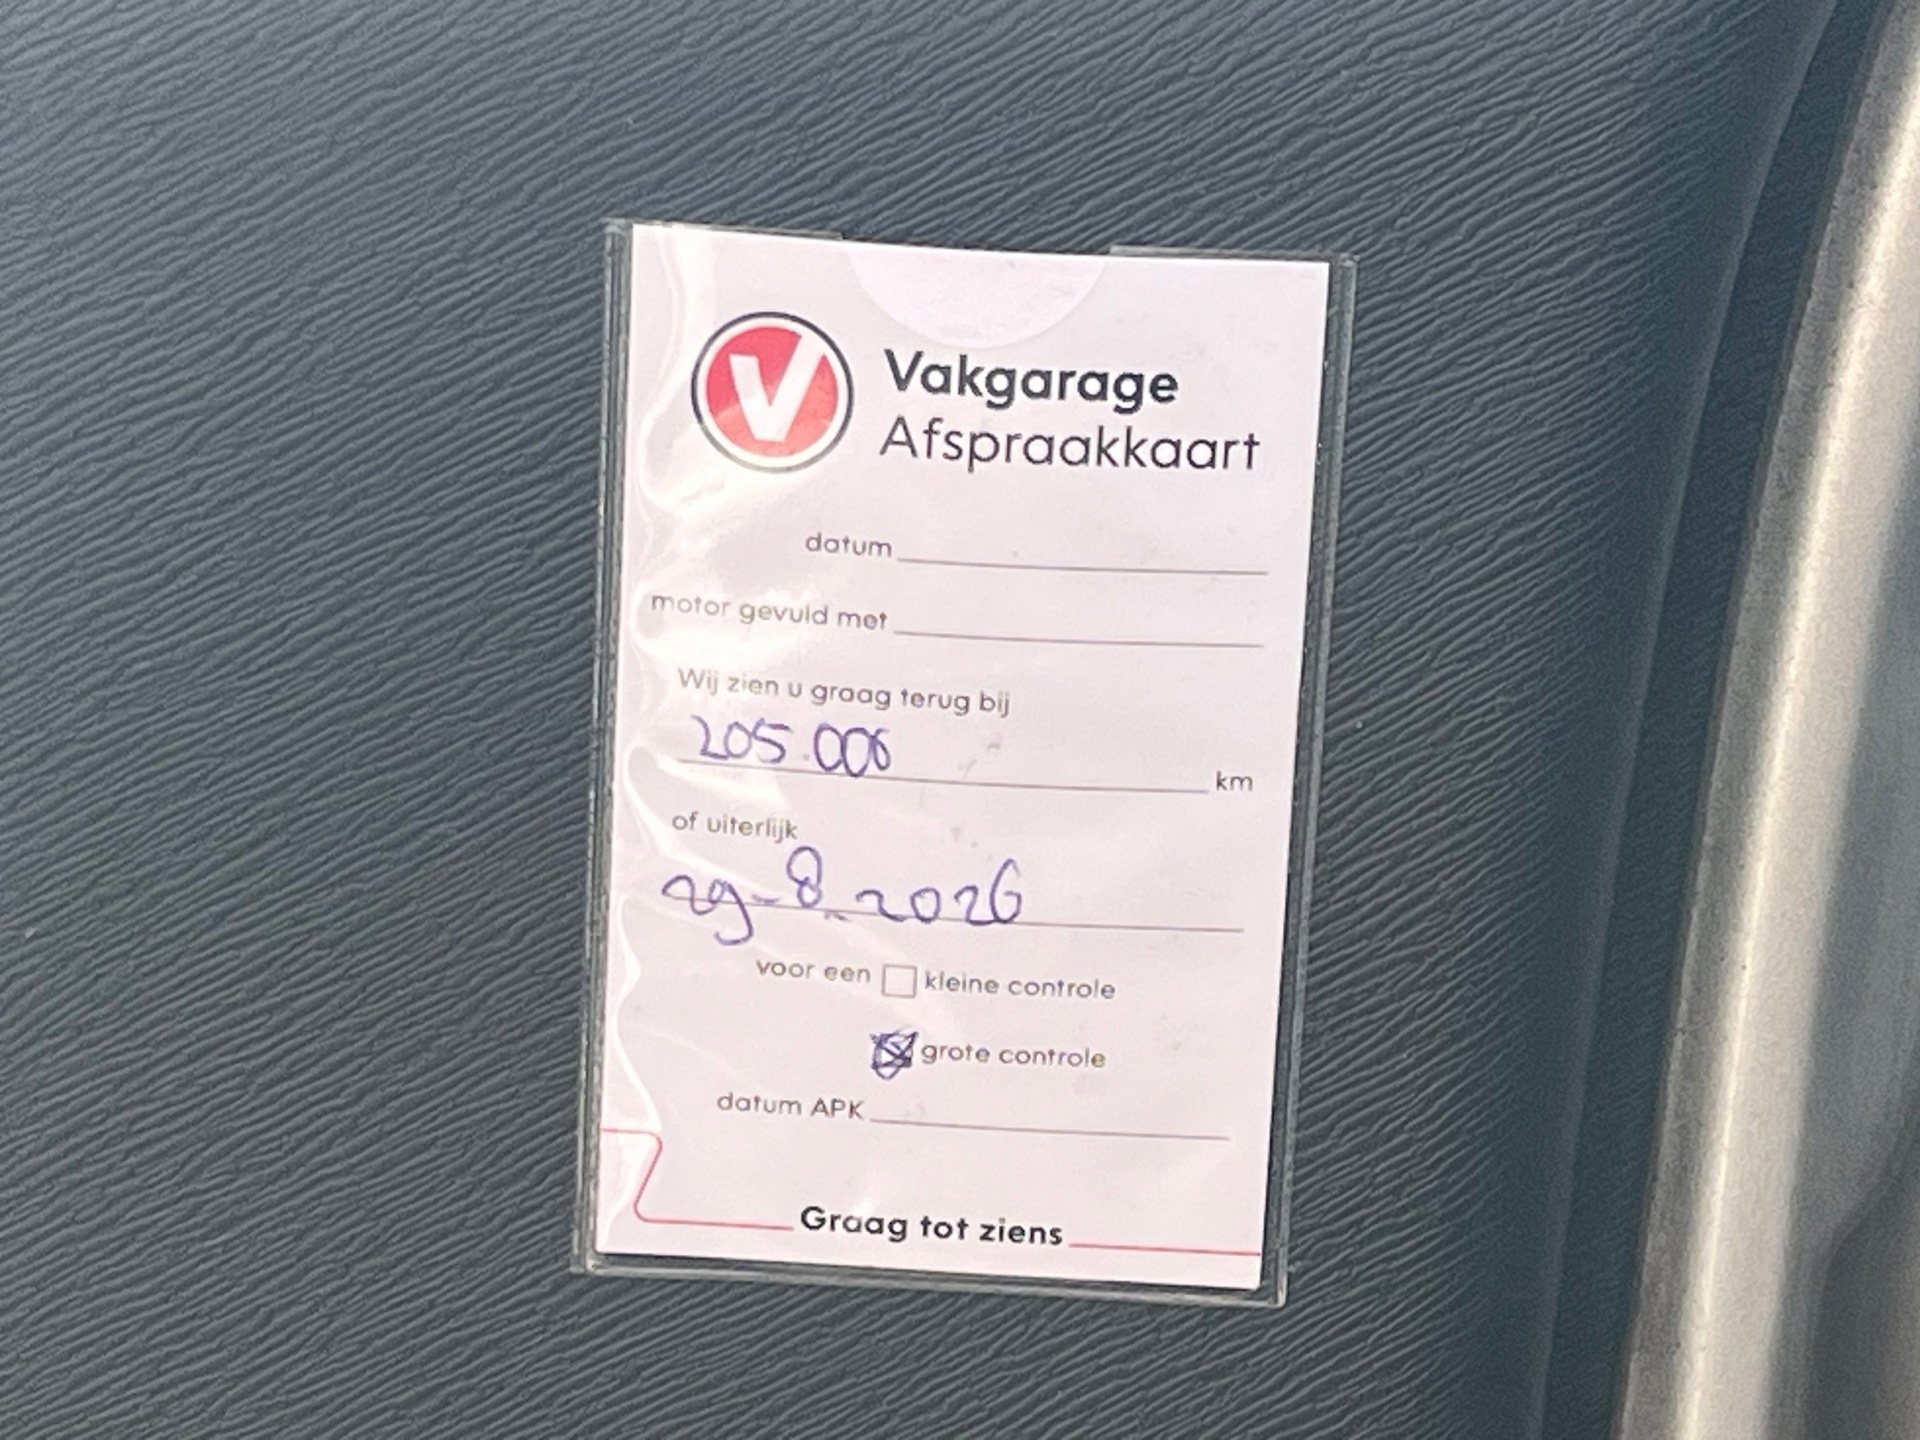 V
Vakgarage
Afspraakkaart
datum
motor gevuld met
Wij zien u graag terug bij
205.000 km
of uiterlijk
29-8-2026
voor een kleine controle
grote controle
datum APK
Graag tot ziens